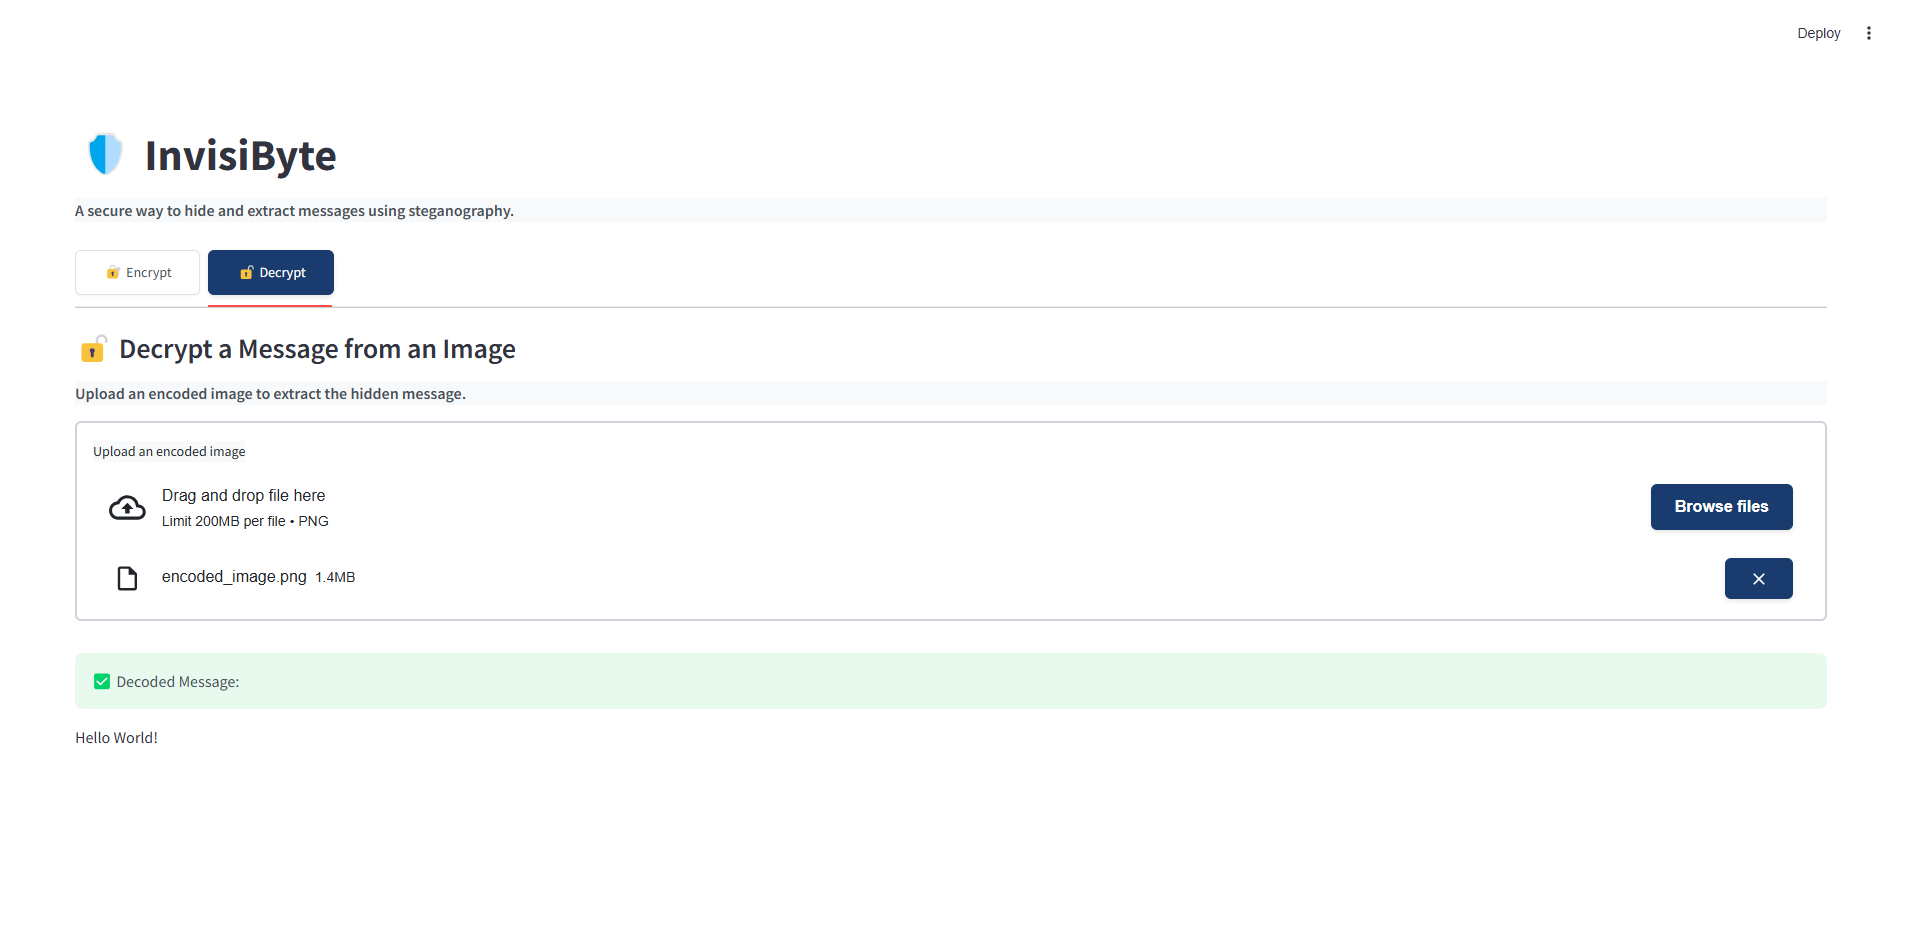 Deploy
InvisiByte
A secure way to hide and extract messages using steganography.
Encrypt
Decrypt
Decrypt a Message from an Image
Upload an encoded image to extract the hidden message.
Upload an encoded image
Drag and drop file here
Limit 200MB per file • PNG
Browse files
encoded_image.png 1.4MB
Decoded Message:
Hello World!